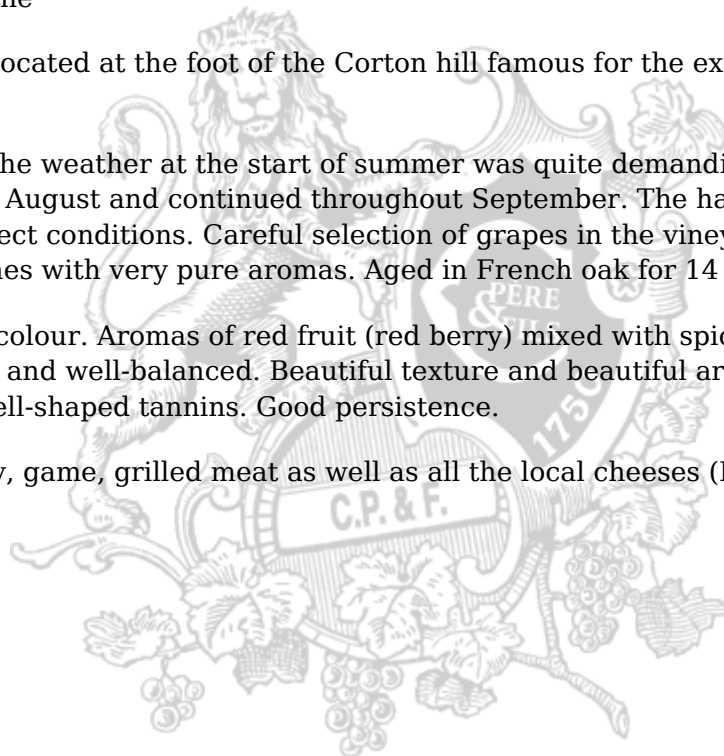 ocated at the foot of the Corton hill famous for the ex
he weather at the start of summer was quite demandi
August and continued throughout September. The ha
ect conditions. Careful selection of grapes in the viney
nes with very pure aromas. Aged in French oak for 14
PÈRE
&
colour. Aromas of red fruit (red berry) mixed with spic
and well-balanced. Beautiful texture and beautiful ar
ell-shaped tannins. Good persistence.
1750
y, game, grilled meat as well as all the local cheeses (
C.P. & F.